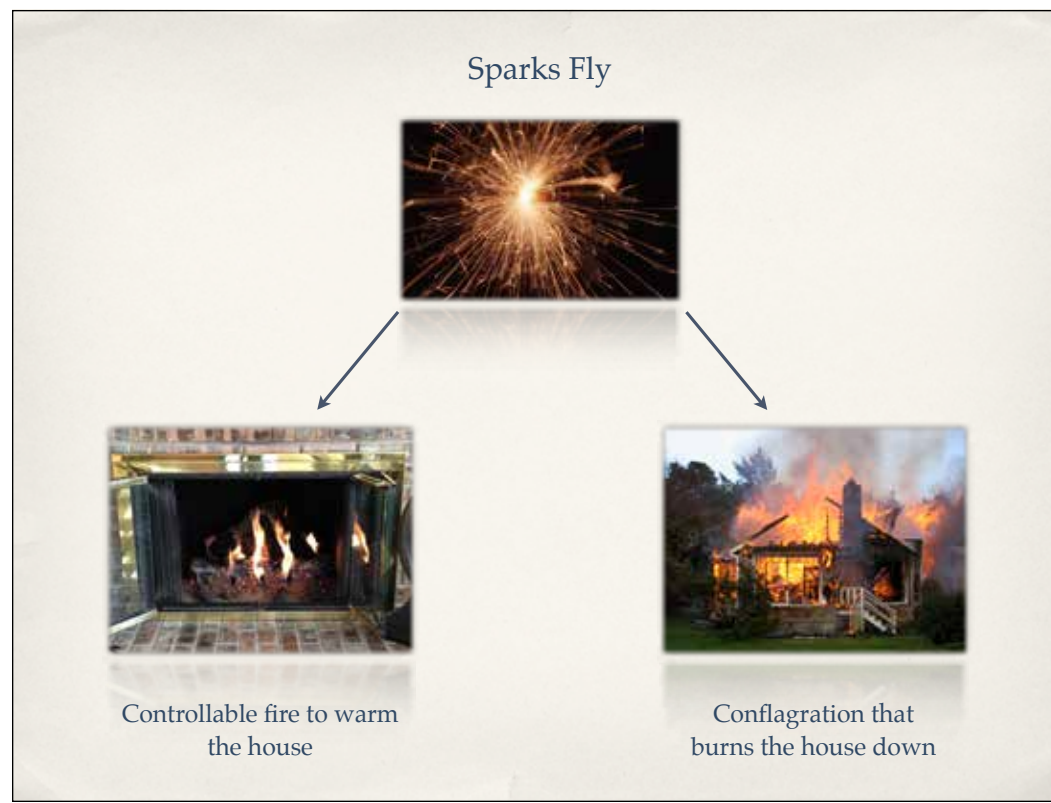 Sparks Fly
Controllable fire to warm
the house
Conflagration that
burns the house down